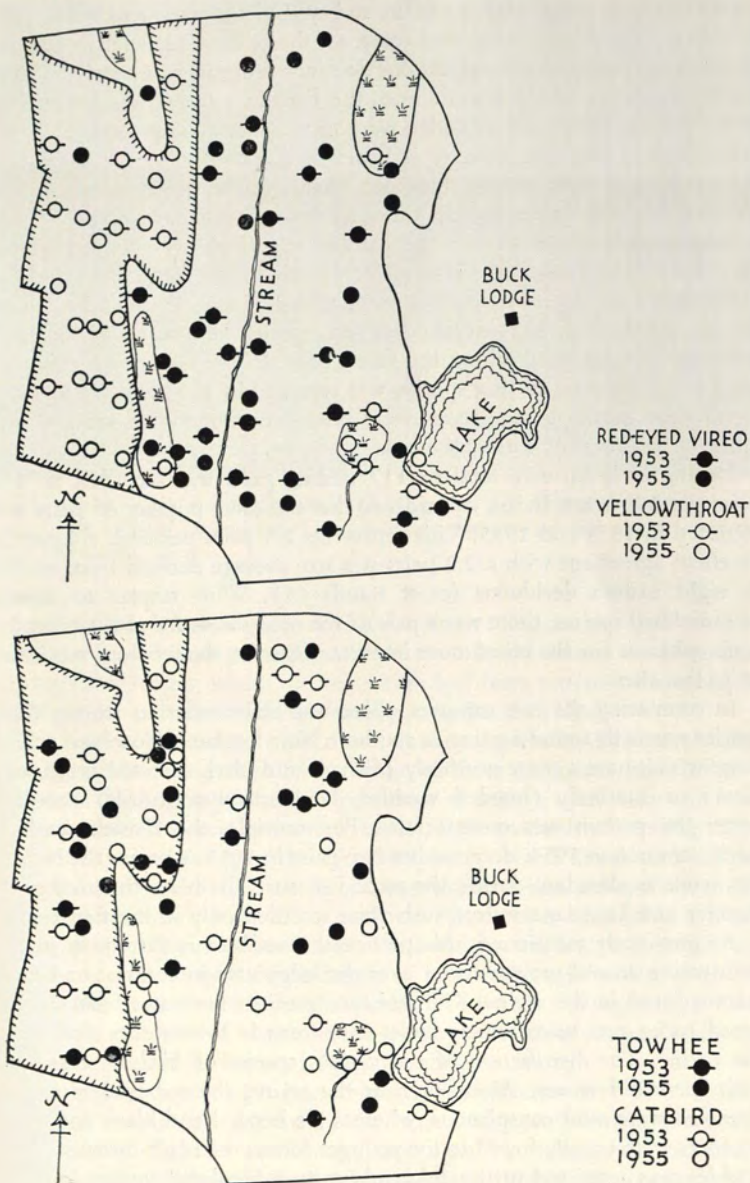 STREAM
BUCK
LODGE
LAKE
RED-EYED VIREO
1953
1955
YELLOWTHROAT
1953
1955
N
STREAM
BUCK
LODGE
LAKE
TOWHEE
1953
1955
CATBIRD
1953
1955
N